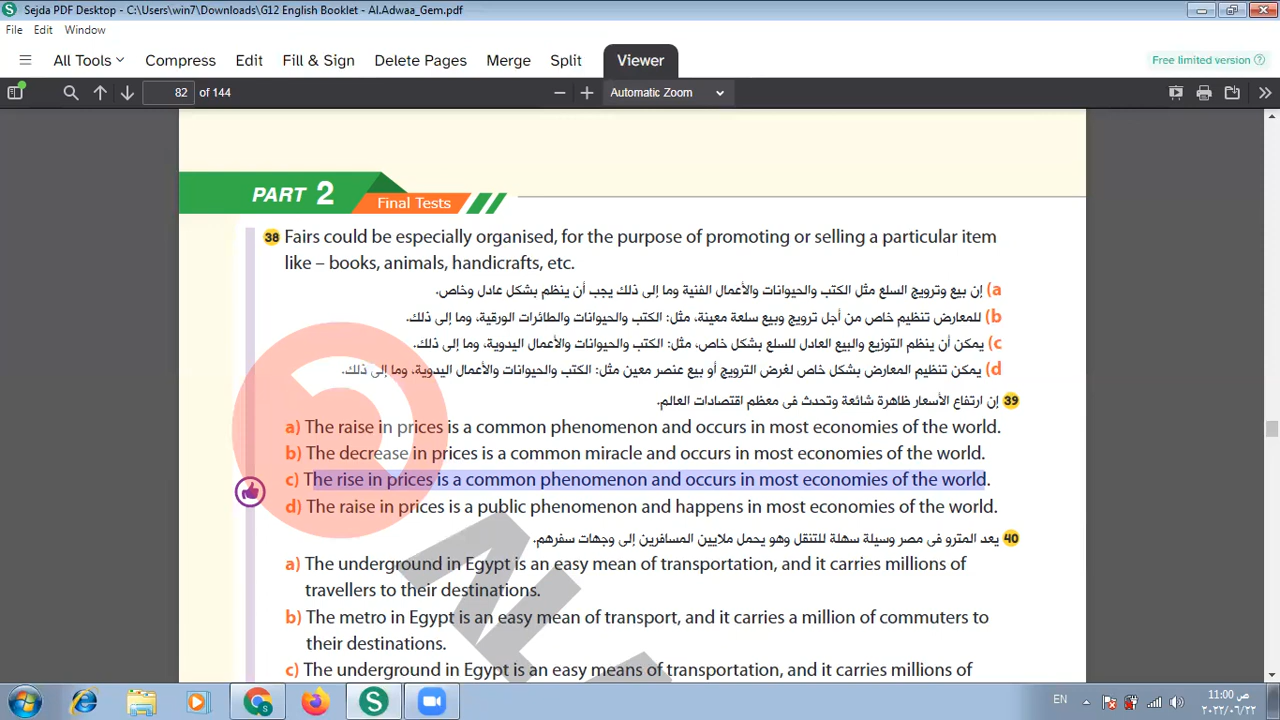 Sejda PDF Desktop - C:\Users\win7\Downloads\G12 English Booklet - Al.Adwaa_Gem.pdf
File Edit Window
All Tools Compress Edit Fill & Sign Delete Pages Merge Split Viewer Free limited version
82 of 144 Automatic Zoom
PART 2 Final Tests
38 Fairs could be especially organised, for the purpose of promoting or selling a particular item
like – books, animals, handicrafts, etc.
a) إن بيع وترويج السلع مثل الكتب والحيوانات والأعمال الفنية وما إلى ذلك يجب أن ينظم بشكل عادل وخاص.
b) للمعارض تنظيم خاص من أجل ترويج وبيع سلعة معينة، مثل: الكتب والحيوانات والطائرات الورقية، وما إلى ذلك.
c) يمكن أن ينظم التوزيع والبيع العادل للسلع بشكل خاص، مثل: الكتب والحيوانات والأعمال اليدوية، وما إلى ذلك.
d) يمكن تنظيم المعارض بشكل خاص لغرض الترويج أو بيع عنصر معين مثل: الكتب والحيوانات والأعمال اليدوية، وما إلى ذلك.
39 إن ارتفاع الأسعار ظاهرة شائعة وتحدث فى معظم اقتصادات العالم.
a) The raise in prices is a common phenomenon and occurs in most economies of the world.
b) The decrease in prices is a common miracle and occurs in most economies of the world.
c) The rise in prices is a common phenomenon and occurs in most economies of the world.
d) The raise in prices is a public phenomenon and happens in most economies of the world.
40 يعد المترو فى مصر وسيلة سهلة للتنقل وهو يحمل ملايين المسافرين إلى وجهات سفرهم.
a) The underground in Egypt is an easy mean of transportation, and it carries millions of
travellers to their destinations.
b) The metro in Egypt is an easy mean of transport, and it carries a million of commuters to
their destinations.
c) The underground in Egypt is an easy means of transportation, and it carries millions of
EN
11:00 ص
٢٠٢٢/٠٦/٢٢